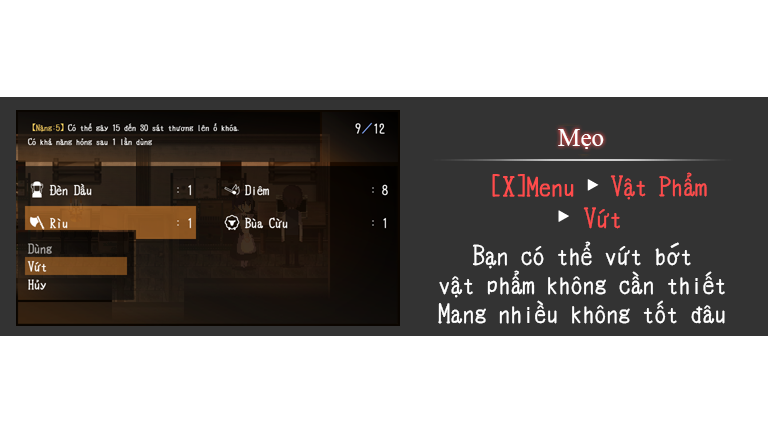 [Nặng:5] Có thể gây 15 đến 30 sát thương lên ổ khóa.
Có khả năng hỏng sau 1 lần dùng
9/12
Đèn Dầu : 1
Diêm : 8
Rìu : 1
Bùa Cừu : 1
Dùng
Vứt
Hủy
Mẹo
[X]Menu ▶ Vật Phẩm
▶ Vứt
Bạn có thể vứt bớt
vật phẩm không cần thiết
Mang nhiều không tốt đâu